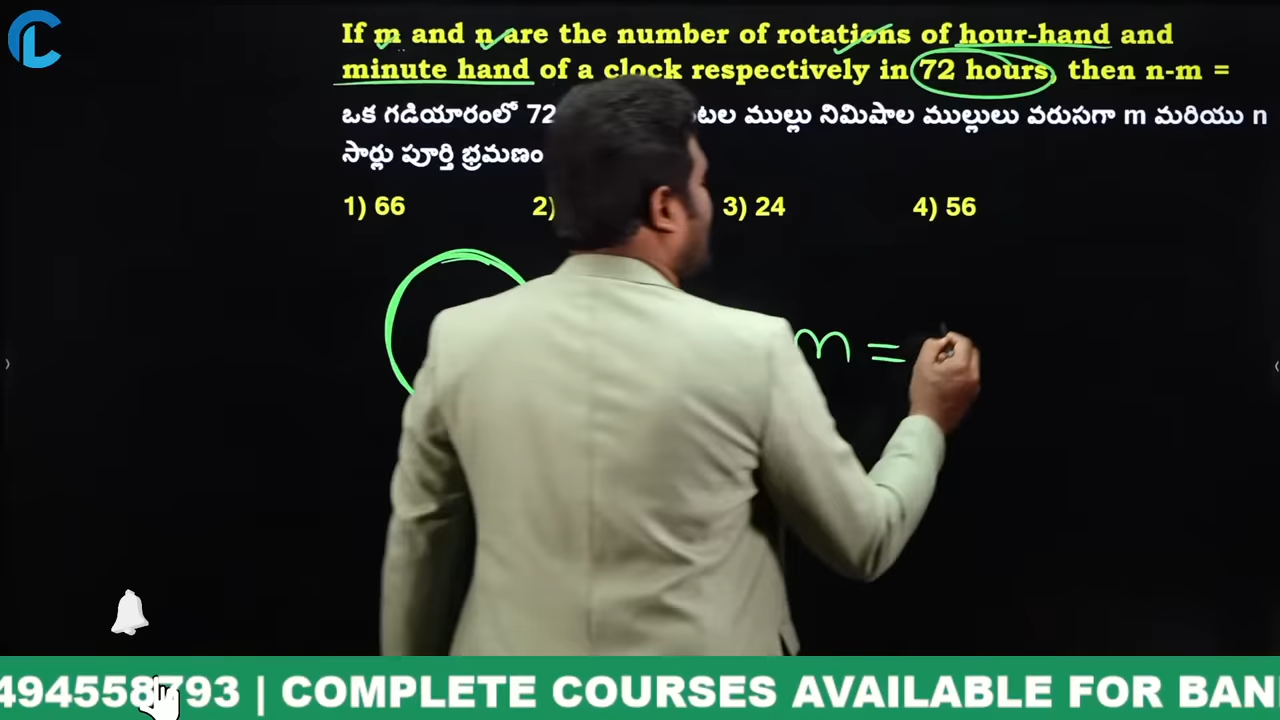 If m and n are the number of rotations of hour-hand and
minute hand of a clock respectively in 72 hours, then n-m =
ఒక గడియారంలో 72 ముల్లు నిమిషాల ముల్లులు వరుసగా m మరియు n
సార్లు పూర్తి భ్రమణం
1) 66 2) 3) 24 4) 56
m =
494558793 | COMPLETE COURSES AVAILABLE FOR BAN